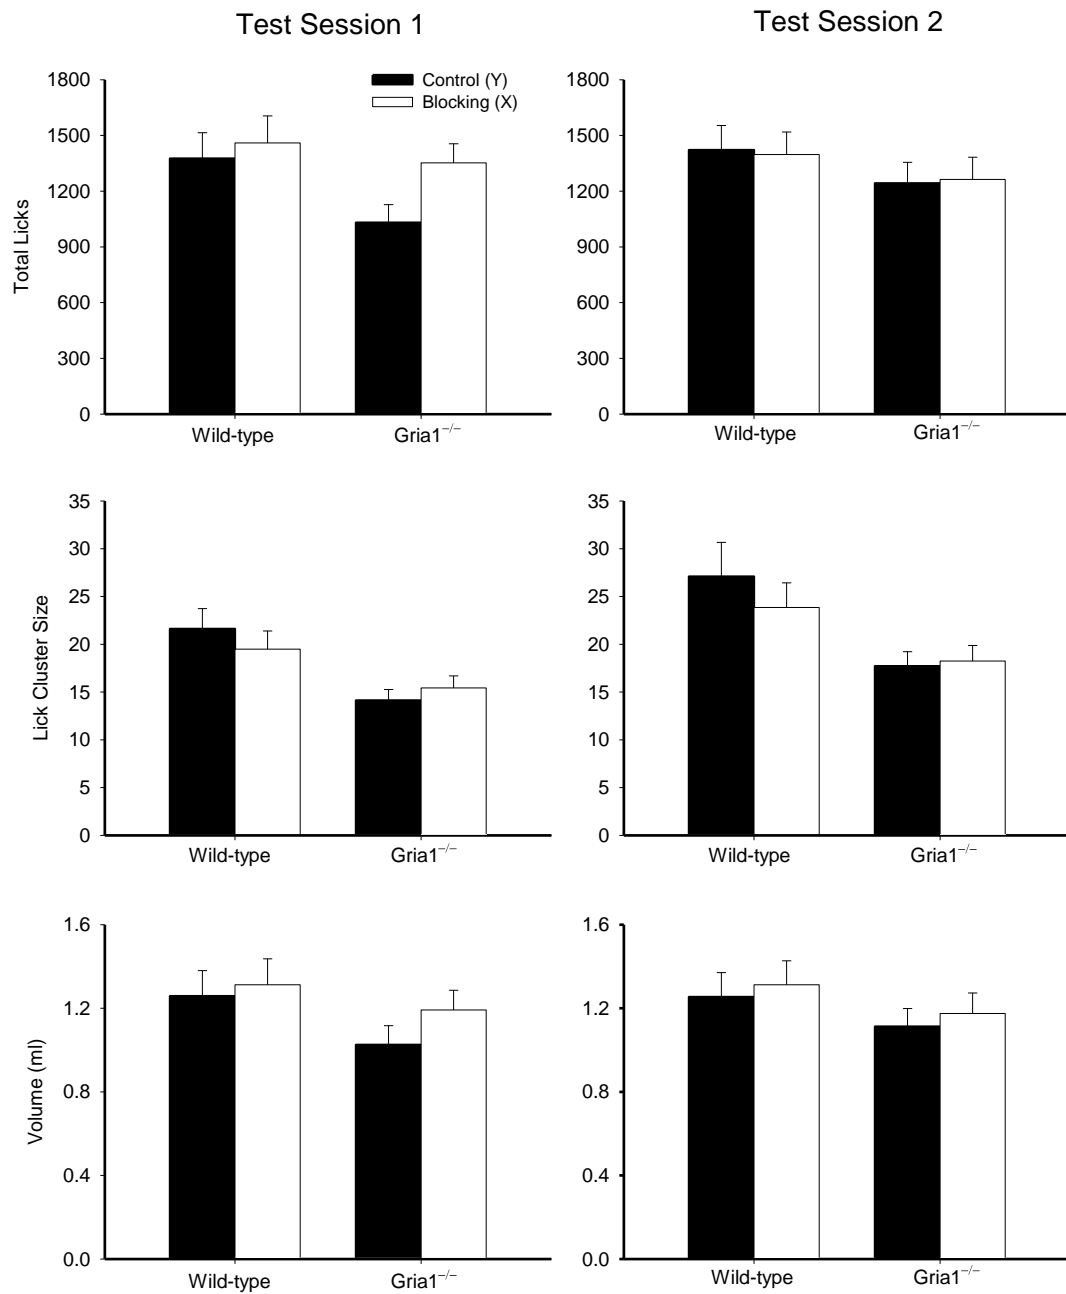 Test Session 1
Test Session 2
Control (Y)
Blocking (X)
Total Licks
1800
1500
1200
900
600
300
0
Wild-type
Gria1−/−
1800
1500
1200
900
600
300
0
Wild-type
Gria1−/−
Lick Cluster Size
35
30
25
20
15
10
5
0
Wild-type
Gria1−/−
35
30
25
20
15
10
5
0
Wild-type
Gria1−/−
Volume (ml)
1.6
1.2
0.8
0.4
0.0
Wild-type
Gria1−/−
1.6
1.2
0.8
0.4
0.0
Wild-type
Gria1−/−